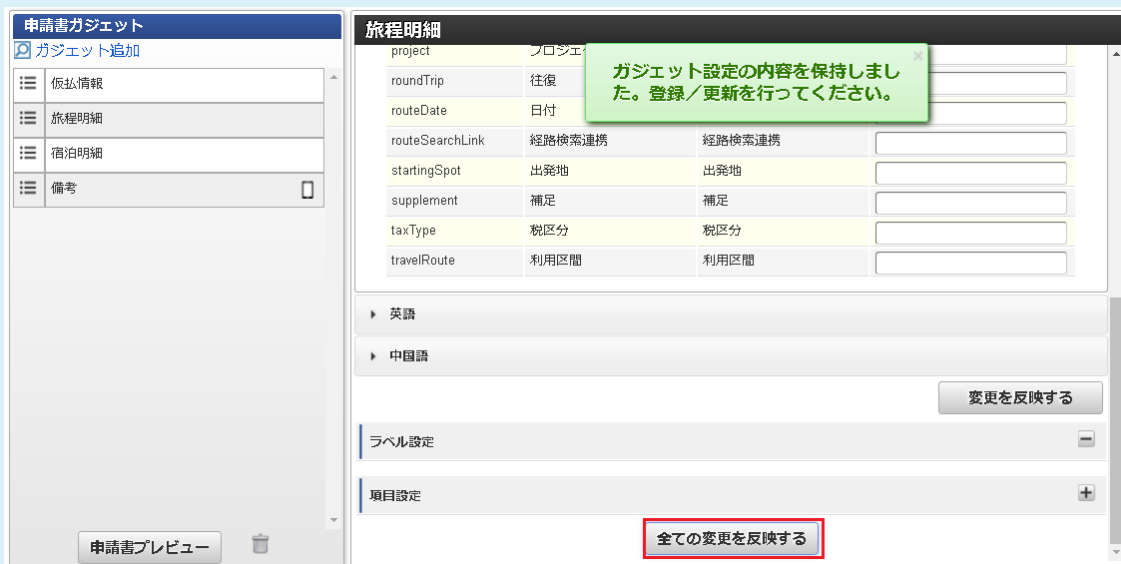 申請書ガジェット
ガジェット追加
仮払情報
旅程明細
宿泊明細
備考
申請書プレビュー
旅程明細
project
roundTrip 往復
routeDate 日付
routeSearchLink 経路検索連携 経路検索連携
startingSpot 出発地 出発地
supplement 補足 補足
taxType 税区分 税区分
travelRoute 利用区間 利用区間
ガジェット設定の内容を保持しまし
た。登録／更新を行ってください。
英語
中国語
変更を反映する
ラベル設定
項目設定
全ての変更を反映する